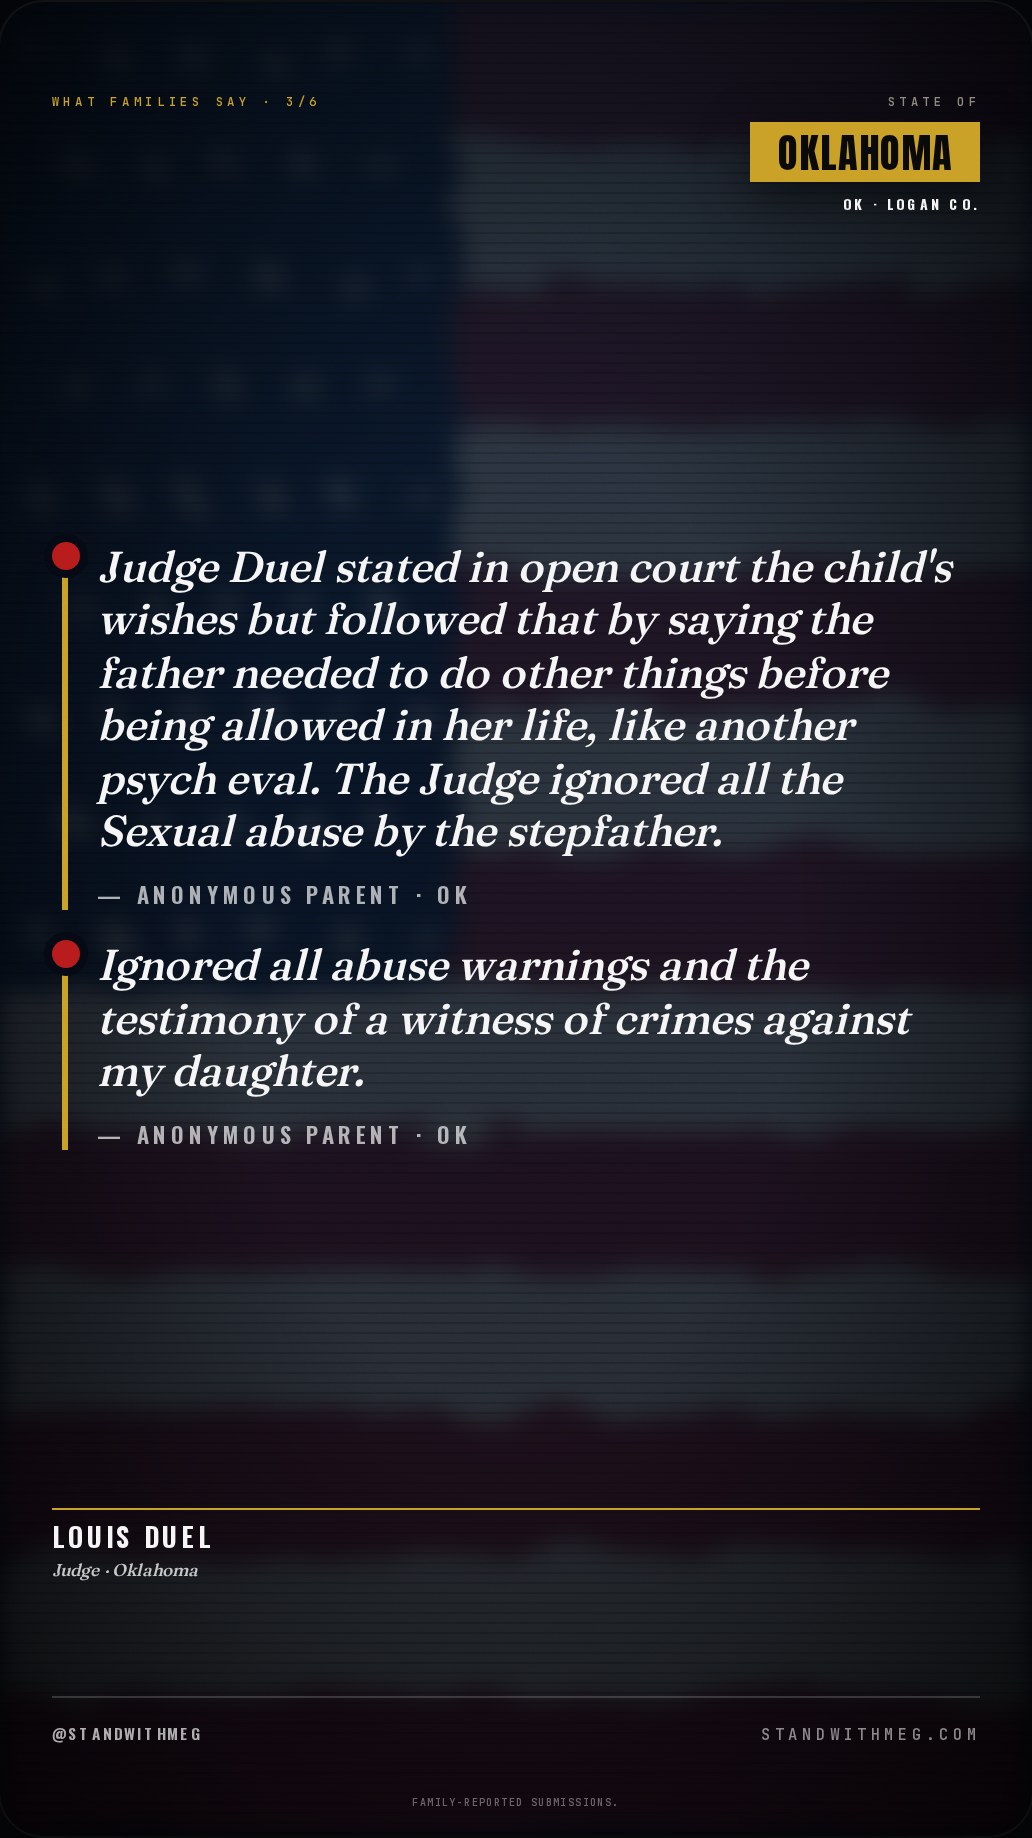 WHAT FAMILIES SAY · 3/6
STATE OF
OKLAHOMA
OK · LOGAN CO.
Judge Duel stated in open court the child's
wishes but followed that by saying the
father needed to do other things before
being allowed in her life, like another
psych eval. The Judge ignored all the
Sexual abuse by the stepfather.
— ANONYMOUS PARENT · OK
Ignored all abuse warnings and the
testimony of a witness of crimes against
my daughter.
— ANONYMOUS PARENT · OK
LOUIS DUEL
Judge · Oklahoma
@STANDWITHMEG
STANDWITHMEG.COM
FAMILY-REPORTED SUBMISSIONS.